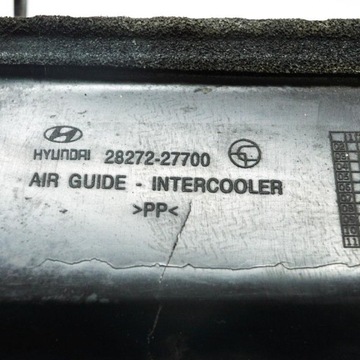 HYUNDAI 28272-27700
AIR GUIDE - INTERCOOLER
>PP<